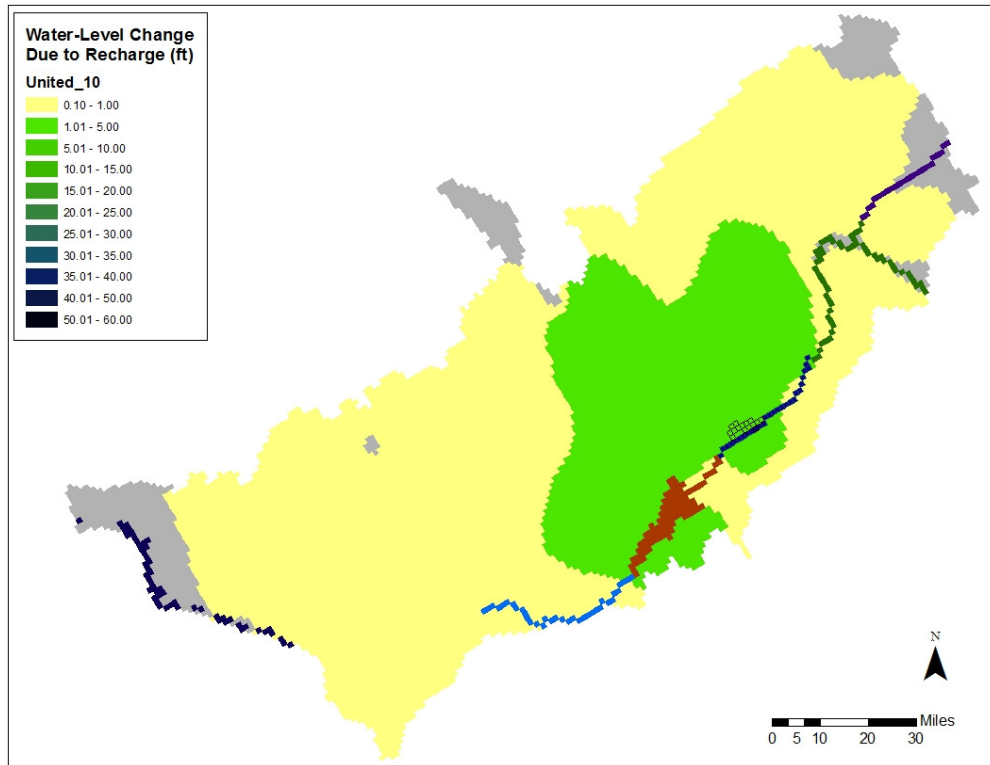 Water-Level Change
Due to Recharge (ft)
United_10
0.10 - 1.00
1.01 - 5.00
5.01 - 10.00
10.01 - 15.00
15.01 - 20.00
20.01 - 25.00
25.01 - 30.00
30.01 - 35.00
35.01 - 40.00
40.01 - 50.00
50.01 - 60.00
N
Miles
0 5 10 20 30